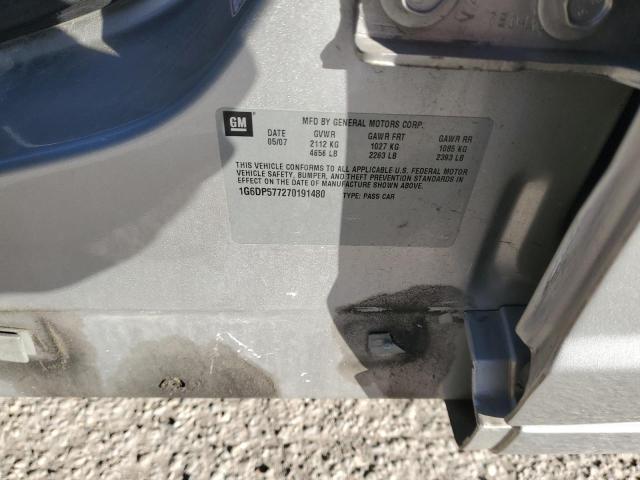 GM
MFD BY GENERAL MOTORS CORP.
DATE GVWR GAWR FRT GAWR RR
05/07 2112 KG 1027 KG 1085 KG
4656 LB 2263 LB 2393 LB
THIS VEHICLE CONFORMS TO ALL APPLICABLE U.S. FEDERAL MOTOR
VEHICLE SAFETY, BUMPER, AND THEFT PREVENTION STANDARDS IN
EFFECT ON THE DATE OF MANUFACTURE SHOWN ABOVE.
1G6DP577270191480 TYPE: PASS CAR